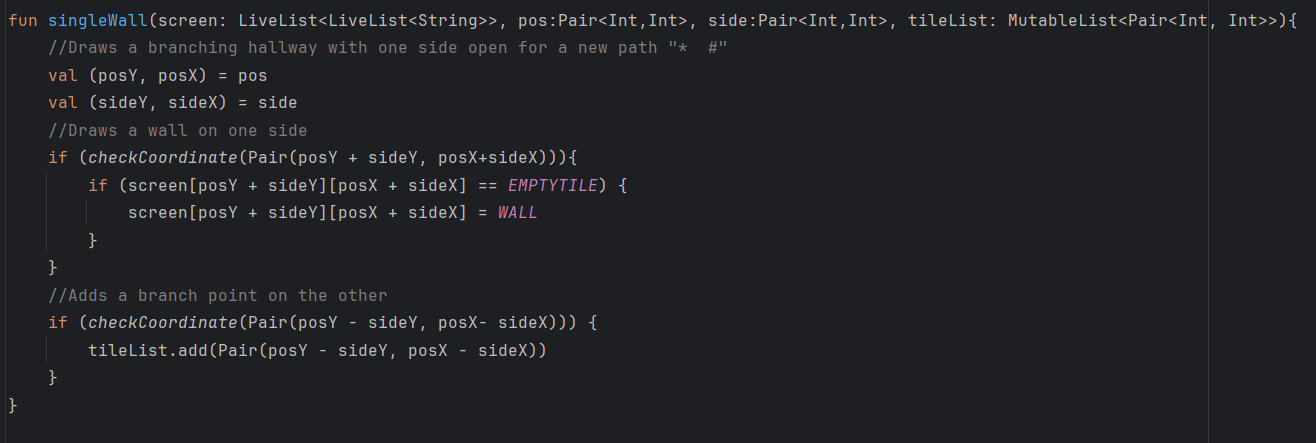 fun singleWall(screen: LiveList<LiveList<String>>, pos:Pair<Int,Int>, side:Pair<Int,Int>, tileList: MutableList<Pair<Int, Int>>){
    //Draws a branching hallway with one side open for a new path "*  #"
    val (posY, posX) = pos
    val (sideY, sideX) = side
    //Draws a wall on one side
    if (checkCoordinate(Pair(posY + sideY, posX+sideX))){
        if (screen[posY + sideY][posX + sideX] == EMPTYTILE) {
            screen[posY + sideY][posX + sideX] = WALL
        }
    }
    //Adds a branch point on the other
    if (checkCoordinate(Pair(posY - sideY, posX- sideX))) {
        tileList.add(Pair(posY - sideY, posX - sideX))
    }
}